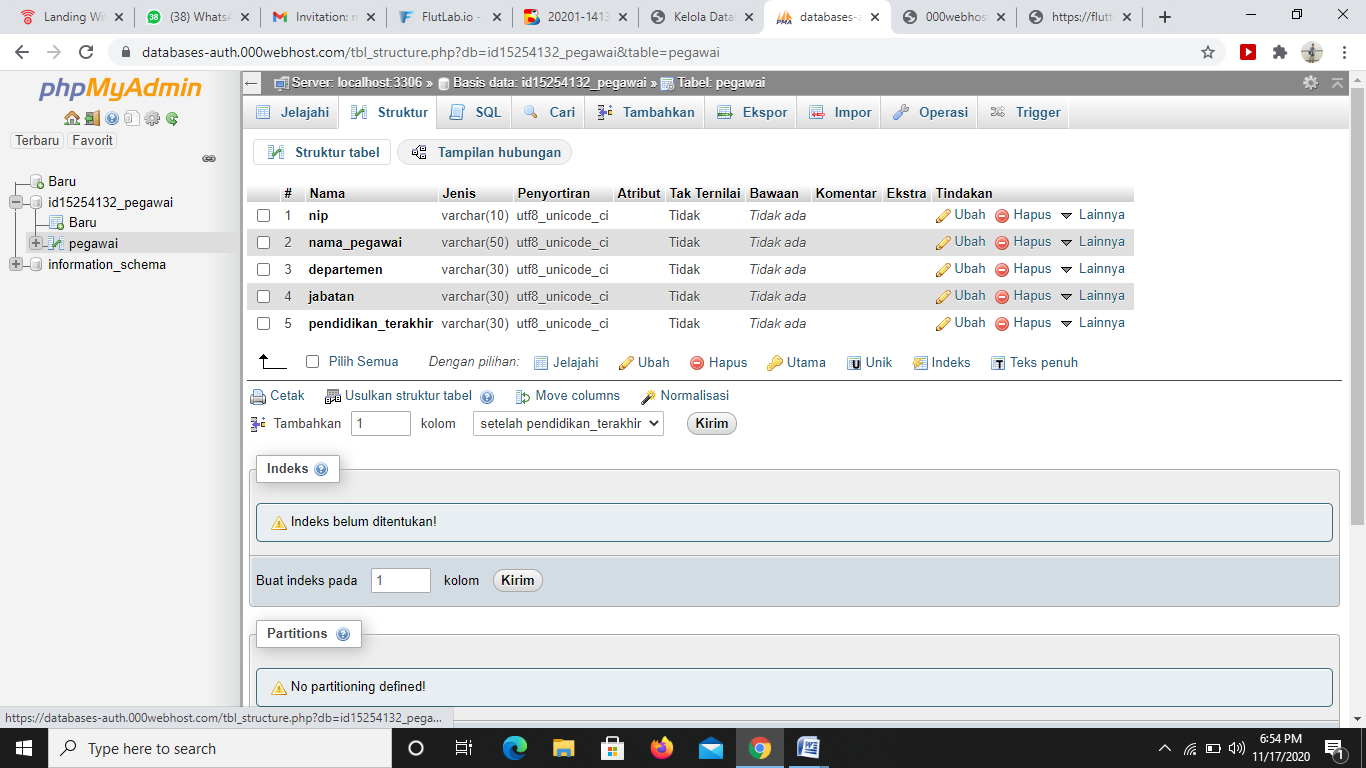 Landing Wit
(38) WhatsA
Invitation: n
FlutLab.io -
20201-1413
Kelola Datal
databases-a
000webhost
https://flutt
databases-auth.000webhost.com/tbl_structure.php?db=id15254132_pegawai&table=pegawai
phpMyAdmin
Terbaru Favorit
Baru
id15254132_pegawai
Baru
pegawai
information_schema
Server: localhost:3306 » Basis data: id15254132_pegawai » Tabel: pegawai
Jelajahi Struktur SQL Cari Tambahkan Ekspor Impor Operasi Trigger
Struktur tabel Tampilan hubungan
# Nama Jenis Penyortiran Atribut Tak Ternilai Bawaan Komentar Ekstra Tindakan
1 nip varchar(10) utf8_unicode_ci Tidak Tidak ada Ubah Hapus Lainnya
2 nama_pegawai varchar(50) utf8_unicode_ci Tidak Tidak ada Ubah Hapus Lainnya
3 departemen varchar(30) utf8_unicode_ci Tidak Tidak ada Ubah Hapus Lainnya
4 jabatan varchar(30) utf8_unicode_ci Tidak Tidak ada Ubah Hapus Lainnya
5 pendidikan_terakhir varchar(30) utf8_unicode_ci Tidak Tidak ada Ubah Hapus Lainnya
Pilih Semua Dengan pilihan: Jelajahi Ubah Hapus Utama Unik Indeks Teks penuh
Cetak Usulkan struktur tabel Move columns Normalisasi
Tambahkan 1 kolom setelah pendidikan_terakhir Kirim
Indeks
Indeks belum ditentukan!
Buat indeks pada 1 kolom Kirim
Partitions
No partitioning defined!
https://databases-auth.000webhost.com/tbl_structure.php?db=id15254132_pega...
Type here to search
6:54 PM
11/17/2020
1